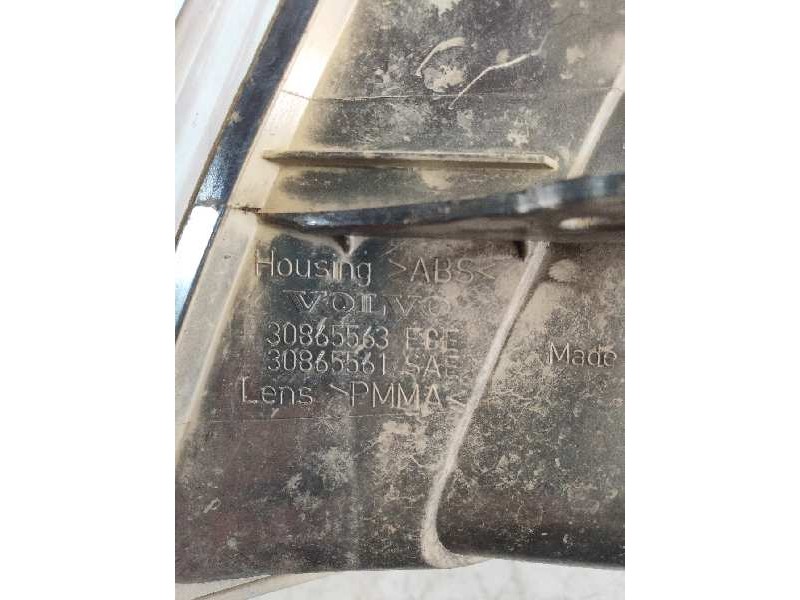 Housing >ABS<
VOLVO
30865563 ECE
30865561 SAE
Lens >PMMA<
Made